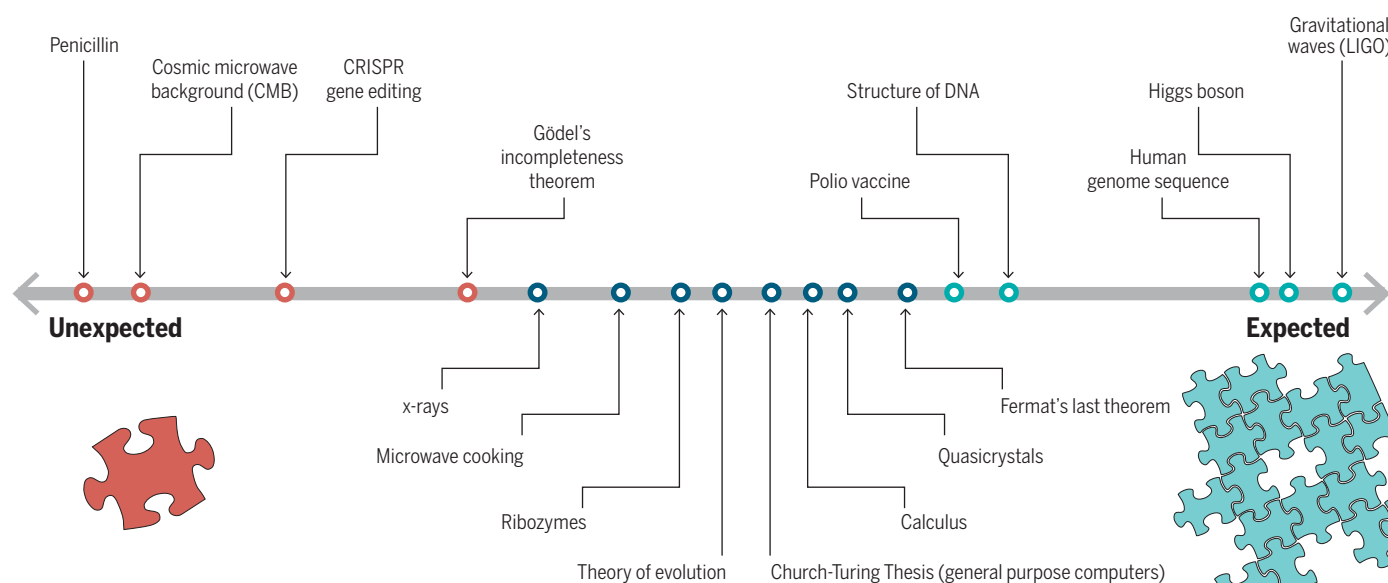 Penicillin
Cosmic microwave
background (CMB)
CRISPR
gene editing
Gödel’s
incompleteness
theorem
Structure of DNA
Polio vaccine
Higgs boson
Human
genome sequence
Gravitational
waves (LIGO)
Unexpected
Expected
x-rays
Microwave cooking
Ribozymes
Theory of evolution
Church-Turing Thesis (general purpose computers)
Calculus
Quasicrystals
Fermat’s last theorem